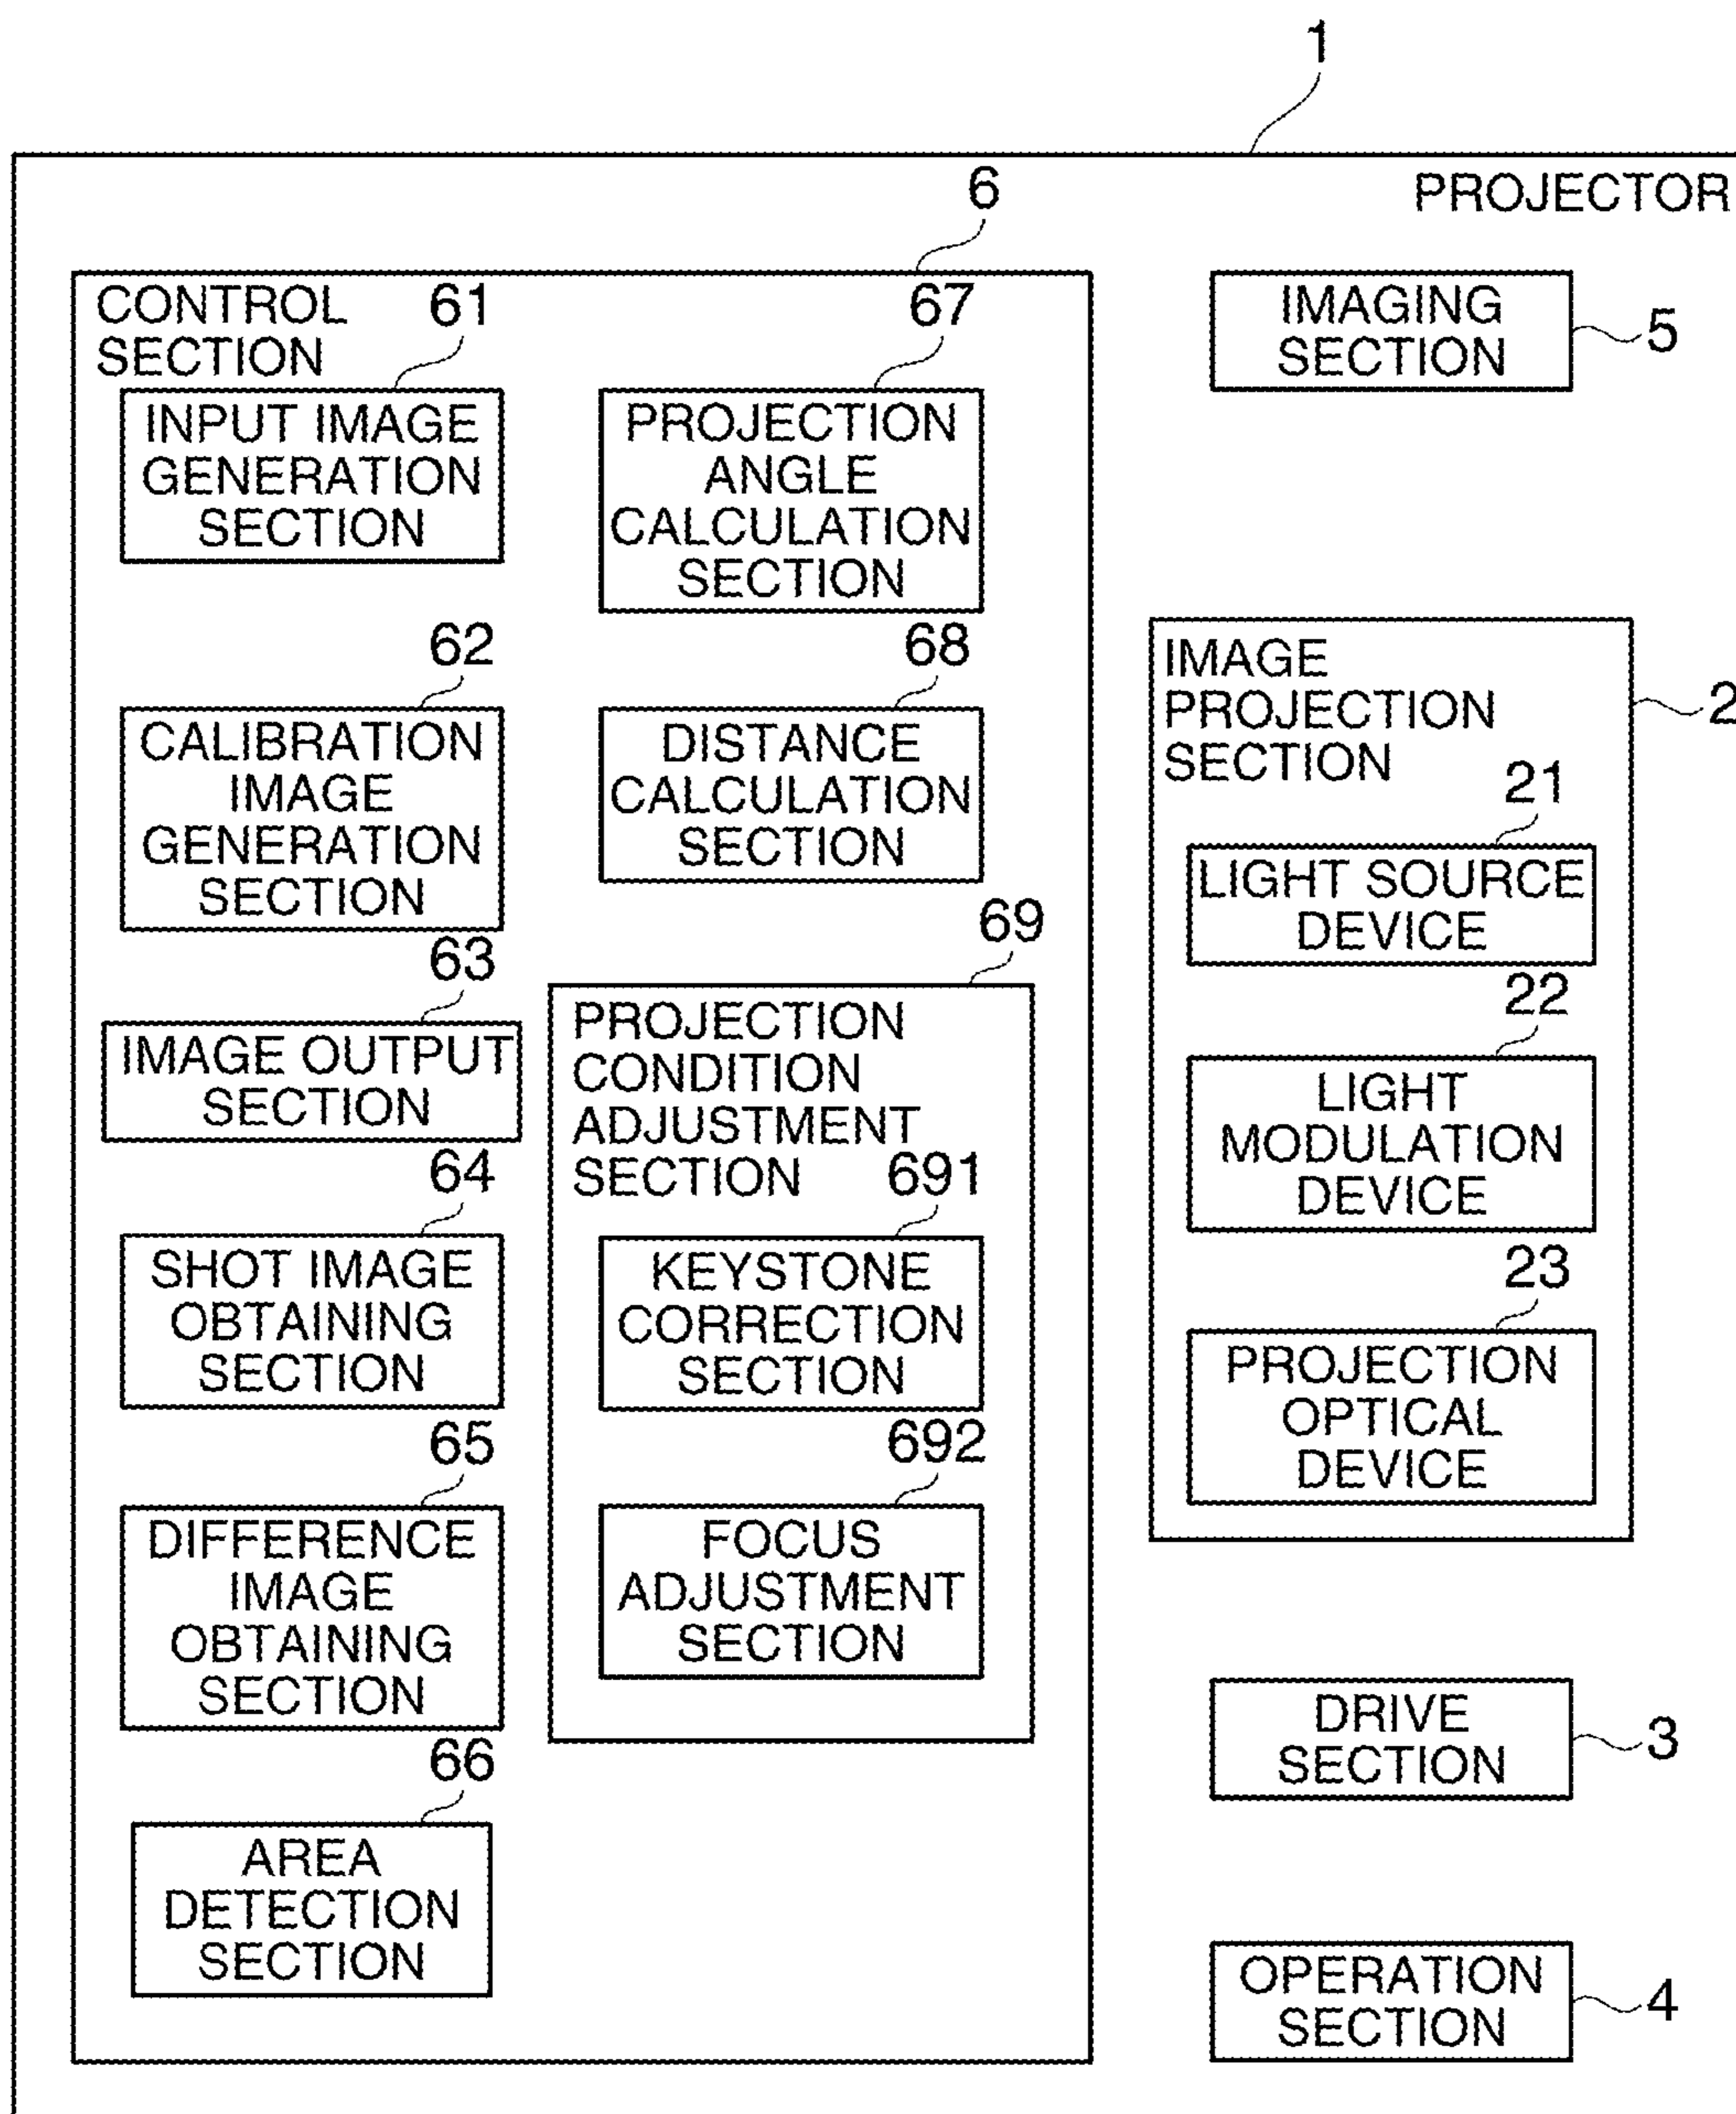 1
PROJECTOR
6
CONTROL
SECTION
61
INPUT IMAGE
GENERATION
SECTION
62
CALIBRATION
IMAGE
GENERATION
SECTION
63
IMAGE OUTPUT
SECTION
64
SHOT IMAGE
OBTAINING
SECTION
65
DIFFERENCE
IMAGE
OBTAINING
SECTION
66
AREA
DETECTION
SECTION
67
PROJECTION
ANGLE
CALCULATION
SECTION
68
DISTANCE
CALCULATION
SECTION
69
PROJECTION
CONDITION
ADJUSTMENT
SECTION
691
KEYSTONE
CORRECTION
SECTION
692
FOCUS
ADJUSTMENT
SECTION
IMAGING
SECTION
5
IMAGE
PROJECTION
SECTION
2
21
LIGHT SOURCE
DEVICE
22
LIGHT
MODULATION
DEVICE
23
PROJECTION
OPTICAL
DEVICE
DRIVE
SECTION
3
OPERATION
SECTION
4